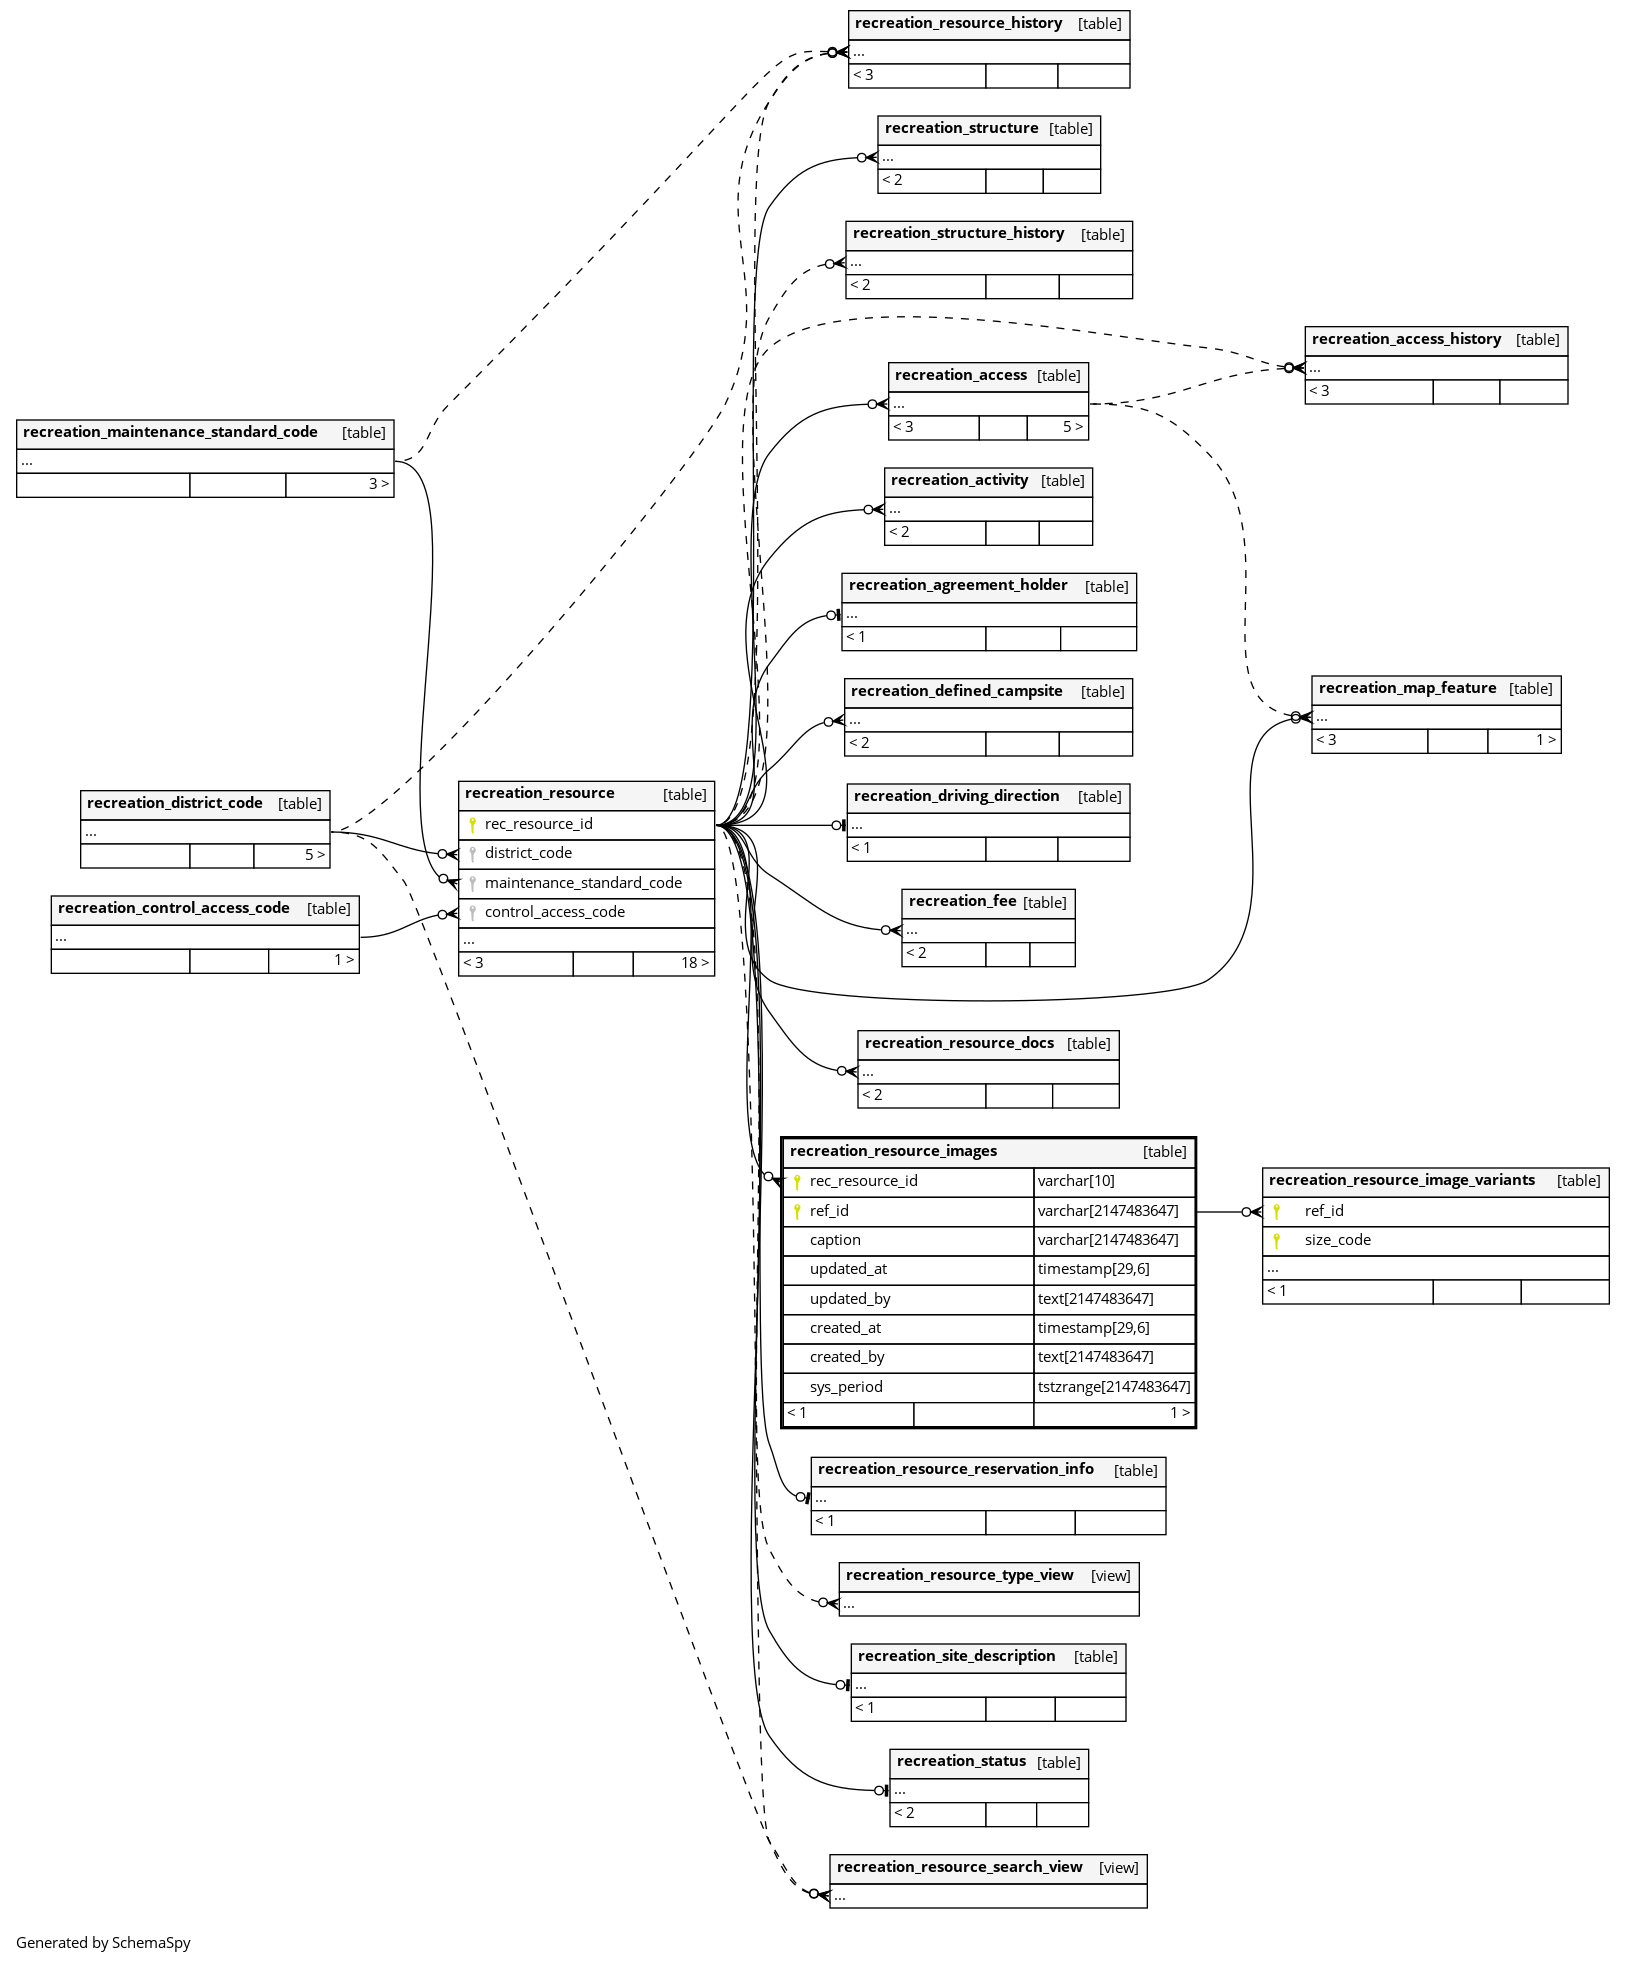 recreation_resource_history [table]
...
< 3
recreation_structure [table]
...
< 2
recreation_structure_history [table]
...
< 2
recreation_access_history [table]
...
< 3
recreation_access [table]
...
< 3 5 >
recreation_maintenance_standard_code [table]
...
3 >
recreation_activity [table]
...
< 2
recreation_agreement_holder [table]
...
< 1
recreation_defined_campsite [table]
...
< 2
recreation_map_feature [table]
...
< 3 1 >
recreation_district_code [table]
...
5 >
recreation_resource [table]
rec_resource_id
district_code
maintenance_standard_code
control_access_code
...
< 3 18 >
recreation_driving_direction [table]
...
< 1
recreation_control_access_code [table]
...
1 >
recreation_fee [table]
...
< 2
recreation_resource_docs [table]
...
< 2
recreation_resource_images [table]
rec_resource_id varchar[10]
ref_id varchar[2147483647]
caption varchar[2147483647]
updated_at timestamp[29,6]
updated_by text[2147483647]
created_at timestamp[29,6]
created_by text[2147483647]
sys_period tstzrange[2147483647]
< 1 1 >
recreation_resource_image_variants [table]
ref_id
size_code
...
< 1
recreation_resource_reservation_info [table]
...
< 1
recreation_resource_type_view [view]
...
recreation_site_description [table]
...
< 1
recreation_status [table]
...
< 2
recreation_resource_search_view [view]
...
Generated by SchemaSpy